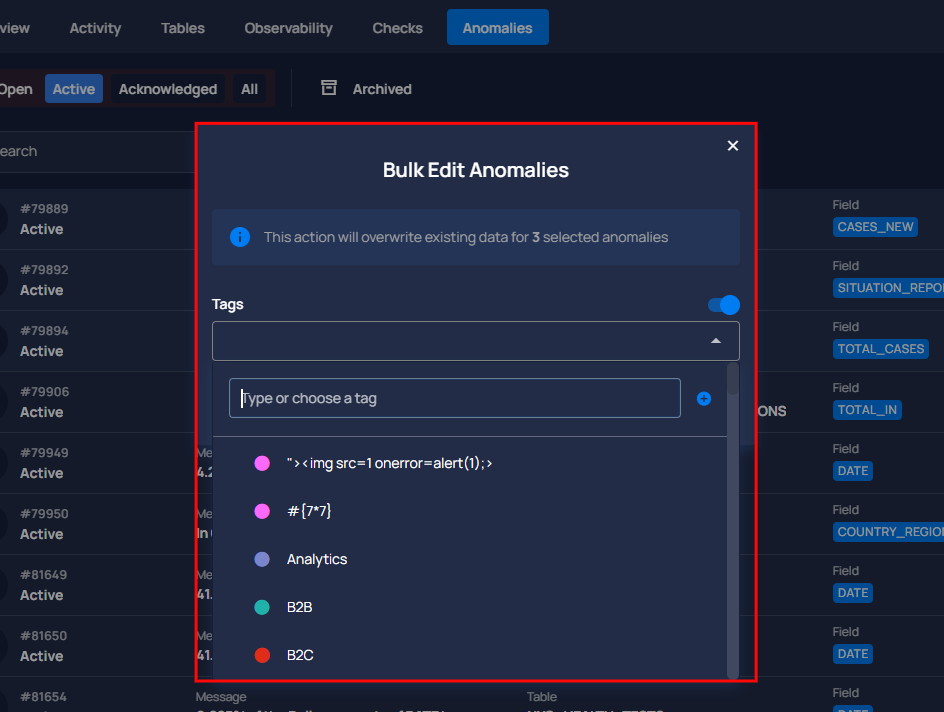 view Activity Tables Observability Checks Anomalies
Open Active Acknowledged All Archived
earch
Bulk Edit Anomalies
This action will overwrite existing data for 3 selected anomalies
Tags
Type or choose a tag
"><img src=1 onerror=alert(1);>
#{7*7}
Analytics
B2B
B2C
#79889
Active
Field
CASES_NEW
#79892
Active
Field
SITUATION_REPO
#79894
Active
Field
TOTAL_CASES
#79906
Active
IONS
Field
TOTAL_IN
#79949
Active
Me
4.2
Field
DATE
#79950
Active
Me
In
Field
COUNTRY_REGIO
#81649
Active
Me
41.
Field
DATE
#81650
Active
Me
41.
Field
DATE
#81654
Message
Table
Field